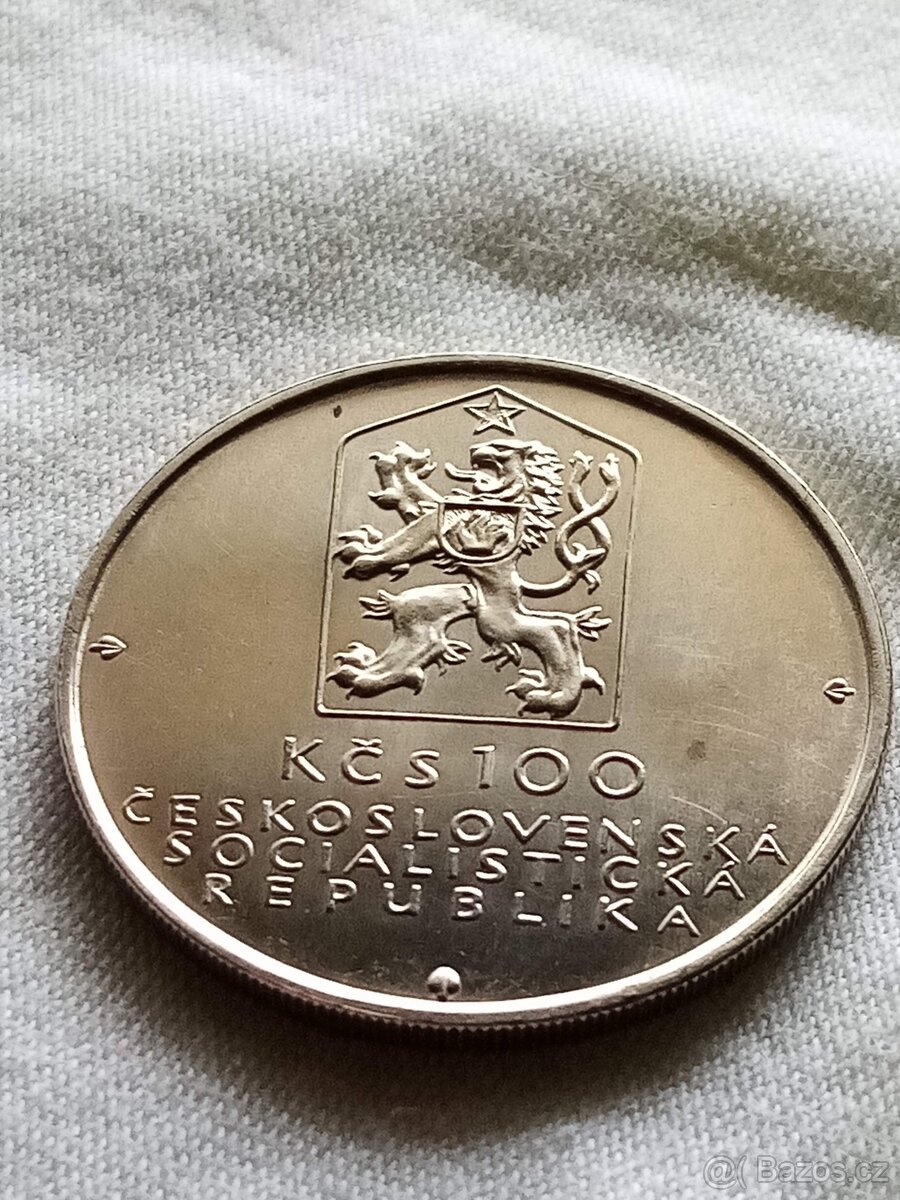 Kčs 100
ČESKOSLOVENSKÁ
SOCIALISTICKÁ
REPUBLIKA
@( Bazos.cz